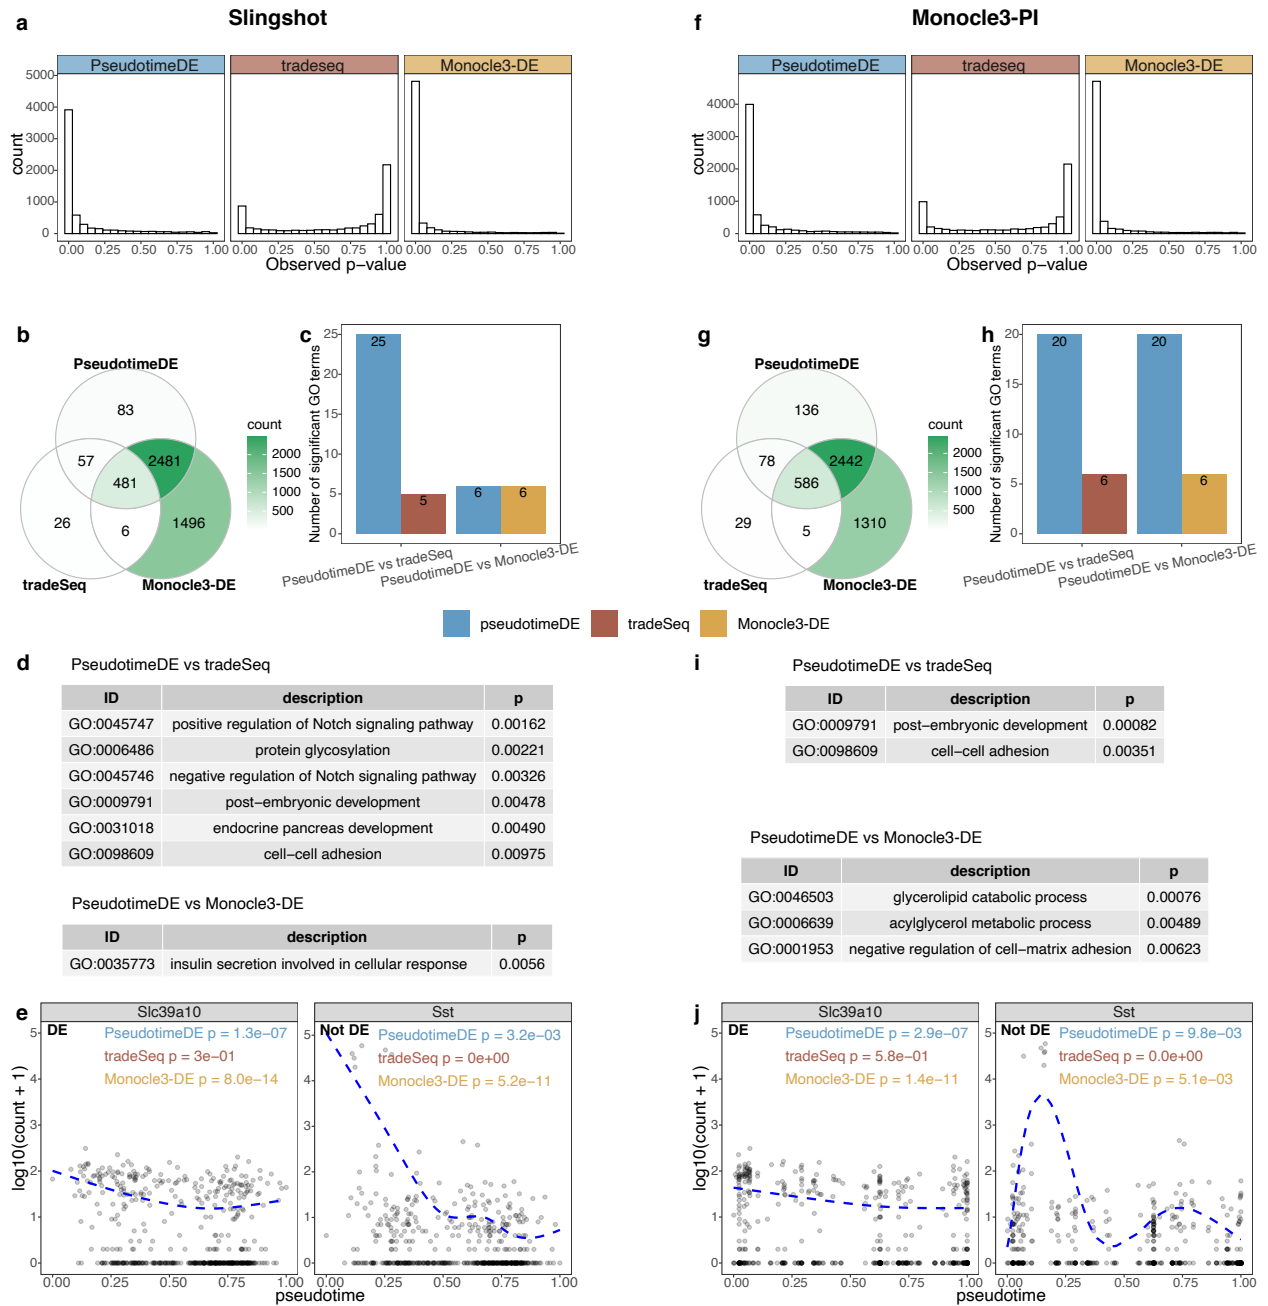 a
Slingshot
PseudotimeDE
tradeseq
Monocle3-DE
5000
4000
3000
2000
1000
0
count
0.00 0.25 0.50 0.75 1.00
0.00 0.25 0.50 0.75 1.00
0.00 0.25 0.50 0.75 1.00
Observed p-value
f
Monocle3-PI
PseudotimeDE
tradeseq
Monocle3-DE
4000
3000
2000
1000
0
count
0.00 0.25 0.50 0.75 1.00
0.00 0.25 0.50 0.75 1.00
0.00 0.25 0.50 0.75 1.00
Observed p-value
b
PseudotimeDE
83
57
2481
481
26
6
1496
tradeSeq
Monocle3-DE
count
2000
1500
1000
500
c
Number of significant GO terms
25
20
15
10
5
0
25
5
6
6
PseudotimeDE vs tradeSeq
PseudotimeDE vs Monocle3-DE
g
PseudotimeDE
136
78
2442
586
29
5
1310
tradeSeq
Monocle3-DE
count
2000
1500
1000
500
h
Number of significant GO terms
20
15
10
5
0
20
6
20
6
PseudotimeDE vs tradeSeq
PseudotimeDE vs Monocle3-DE
pseudotimeDE
tradeSeq
Monocle3-DE
d
PseudotimeDE vs tradeSeq
ID description p
GO:0045747 positive regulation of Notch signaling pathway 0.00162
GO:0006486 protein glycosylation 0.00221
GO:0045746 negative regulation of Notch signaling pathway 0.00326
GO:0009791 post-embryonic development 0.00478
GO:0031018 endocrine pancreas development 0.00490
GO:0098609 cell-cell adhesion 0.00975
PseudotimeDE vs Monocle3-DE
ID description p
GO:0035773 insulin secretion involved in cellular response 0.0056
i
PseudotimeDE vs tradeSeq
ID description p
GO:0009791 post-embryonic development 0.00082
GO:0098609 cell-cell adhesion 0.00351
PseudotimeDE vs Monocle3-DE
ID description p
GO:0046503 glycerolipid catabolic process 0.00076
GO:0006639 acylglycerol metabolic process 0.00489
GO:0001953 negative regulation of cell-matrix adhesion 0.00623
e
Slc39a10
DE
PseudotimeDE p = 1.3e-07
tradeSeq p = 3e-01
Monocle3-DE p = 8.0e-14
5
4
3
2
1
0
log10(count + 1)
0.00 0.25 0.50 0.75 1.00
Sst
Not DE
PseudotimeDE p = 3.2e-03
tradeSeq p = 0e+00
Monocle3-DE p = 5.2e-11
5
4
3
2
1
0
0.00 0.25 0.50 0.75 1.00
pseudotime
j
Slc39a10
DE
PseudotimeDE p = 2.9e-07
tradeSeq p = 5.8e-01
Monocle3-DE p = 1.4e-11
5
4
3
2
1
0
log10(count + 1)
0.00 0.25 0.50 0.75 1.00
Sst
Not DE
PseudotimeDE p = 9.8e-03
tradeSeq p = 0.0e+00
Monocle3-DE p = 5.1e-03
5
4
3
2
1
0
0.00 0.25 0.50 0.75 1.00
pseudotime